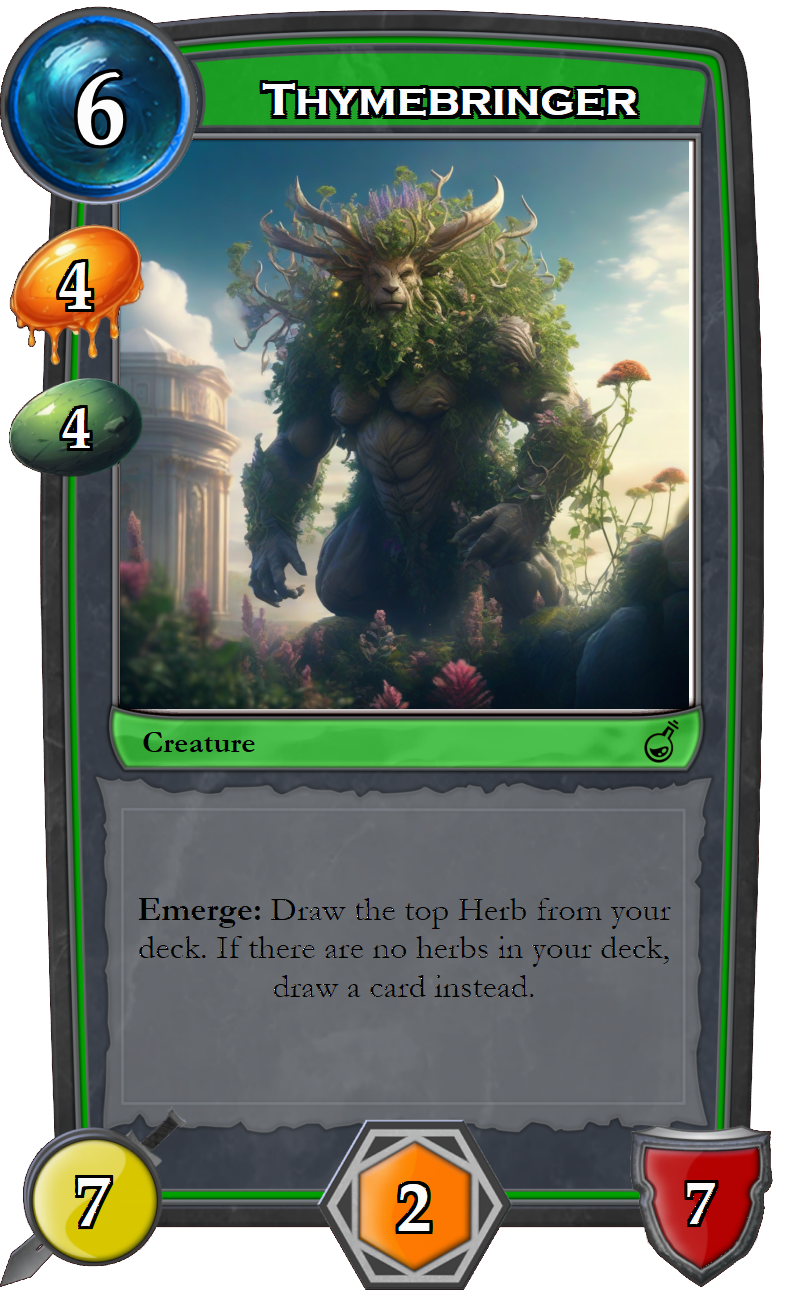 6
Thymebringer
4
4
Creature
Emerge: Draw the top Herb from your
deck. If there are no herbs in your deck,
draw a card instead.
7
2
7